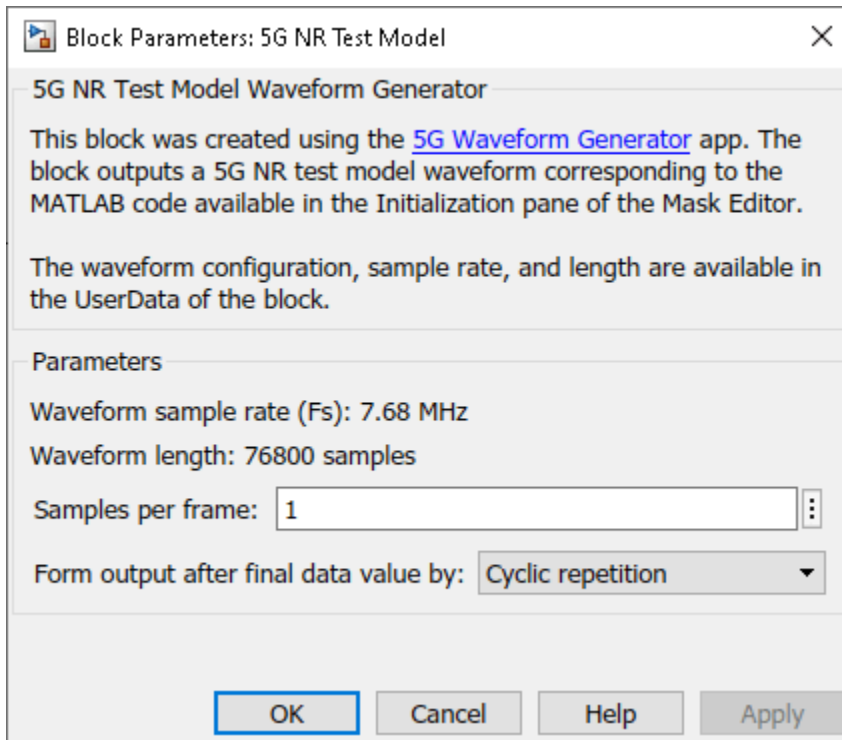 Block Parameters: 5G NR Test Model
5G NR Test Model Waveform Generator
This block was created using the 5G Waveform Generator app. The
block outputs a 5G NR test model waveform corresponding to the
MATLAB code available in the Initialization pane of the Mask Editor.
The waveform configuration, sample rate, and length are available in
the UserData of the block.
Parameters
Waveform sample rate (Fs): 7.68 MHz
Waveform length: 76800 samples
Samples per frame: 1
Form output after final data value by: Cyclic repetition
OK Cancel Help Apply